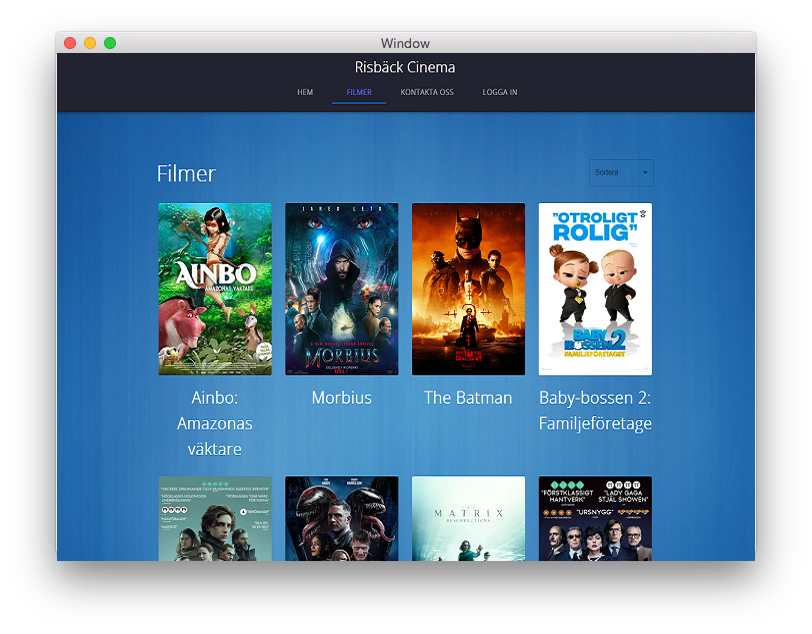 Window
Risbäck Cinema
HEM FILMER KONTAKTA OSS LOGGA IN
Filmer
Sortera
AINBO
AMAZONAS VÄKTARE
JARED LETO
MORBIUS
THE BATMAN
"OTROLIGT
ROLIG"
BABY
BOSSEN 2
FAMILJEFÖRETAGET
Ainbo:
Amazonas
väktare
Morbius
The Batman
Baby-bossen 2:
Familjeföretage
MATRIX
RESURRECTIONS
"FÖRSTKLASSIGT
HANTVERK"
"LADY GAGA
STJÄL SHOWEN"
"URSNYGG"